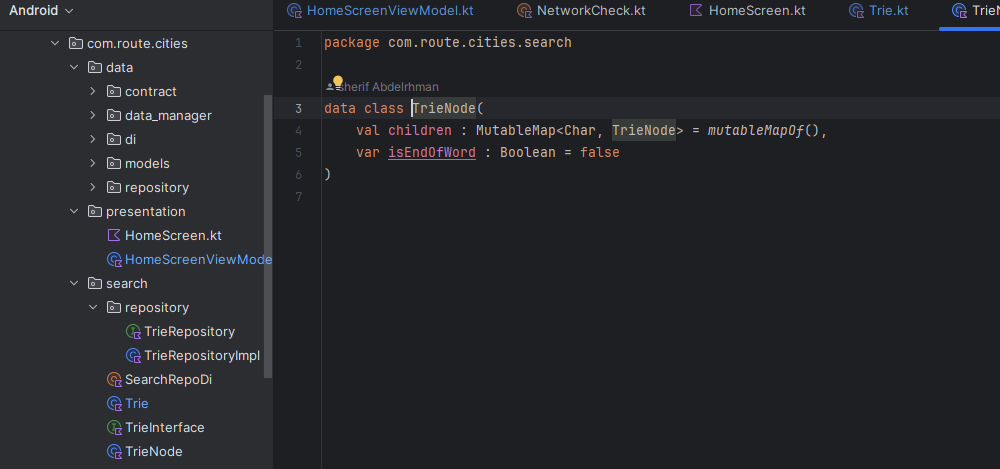 Android
HomeScreenViewModel.kt
NetworkCheck.kt
HomeScreen.kt
Trie.kt
com.route.cities
data
contract
data_manager
di
models
repository
presentation
HomeScreen.kt
HomeScreenViewMode
search
repository
TrieRepository
TrieRepositoryImpl
SearchRepoDi
Trie
TrieInterface
TrieNode
1 package com.route.cities.search
2
sherif Abdelrhman
3 data class TrieNode(
4 val children : MutableMap<Char, TrieNode> = mutableMapOf(),
5 var isEndOfWord : Boolean = false
6 )
7